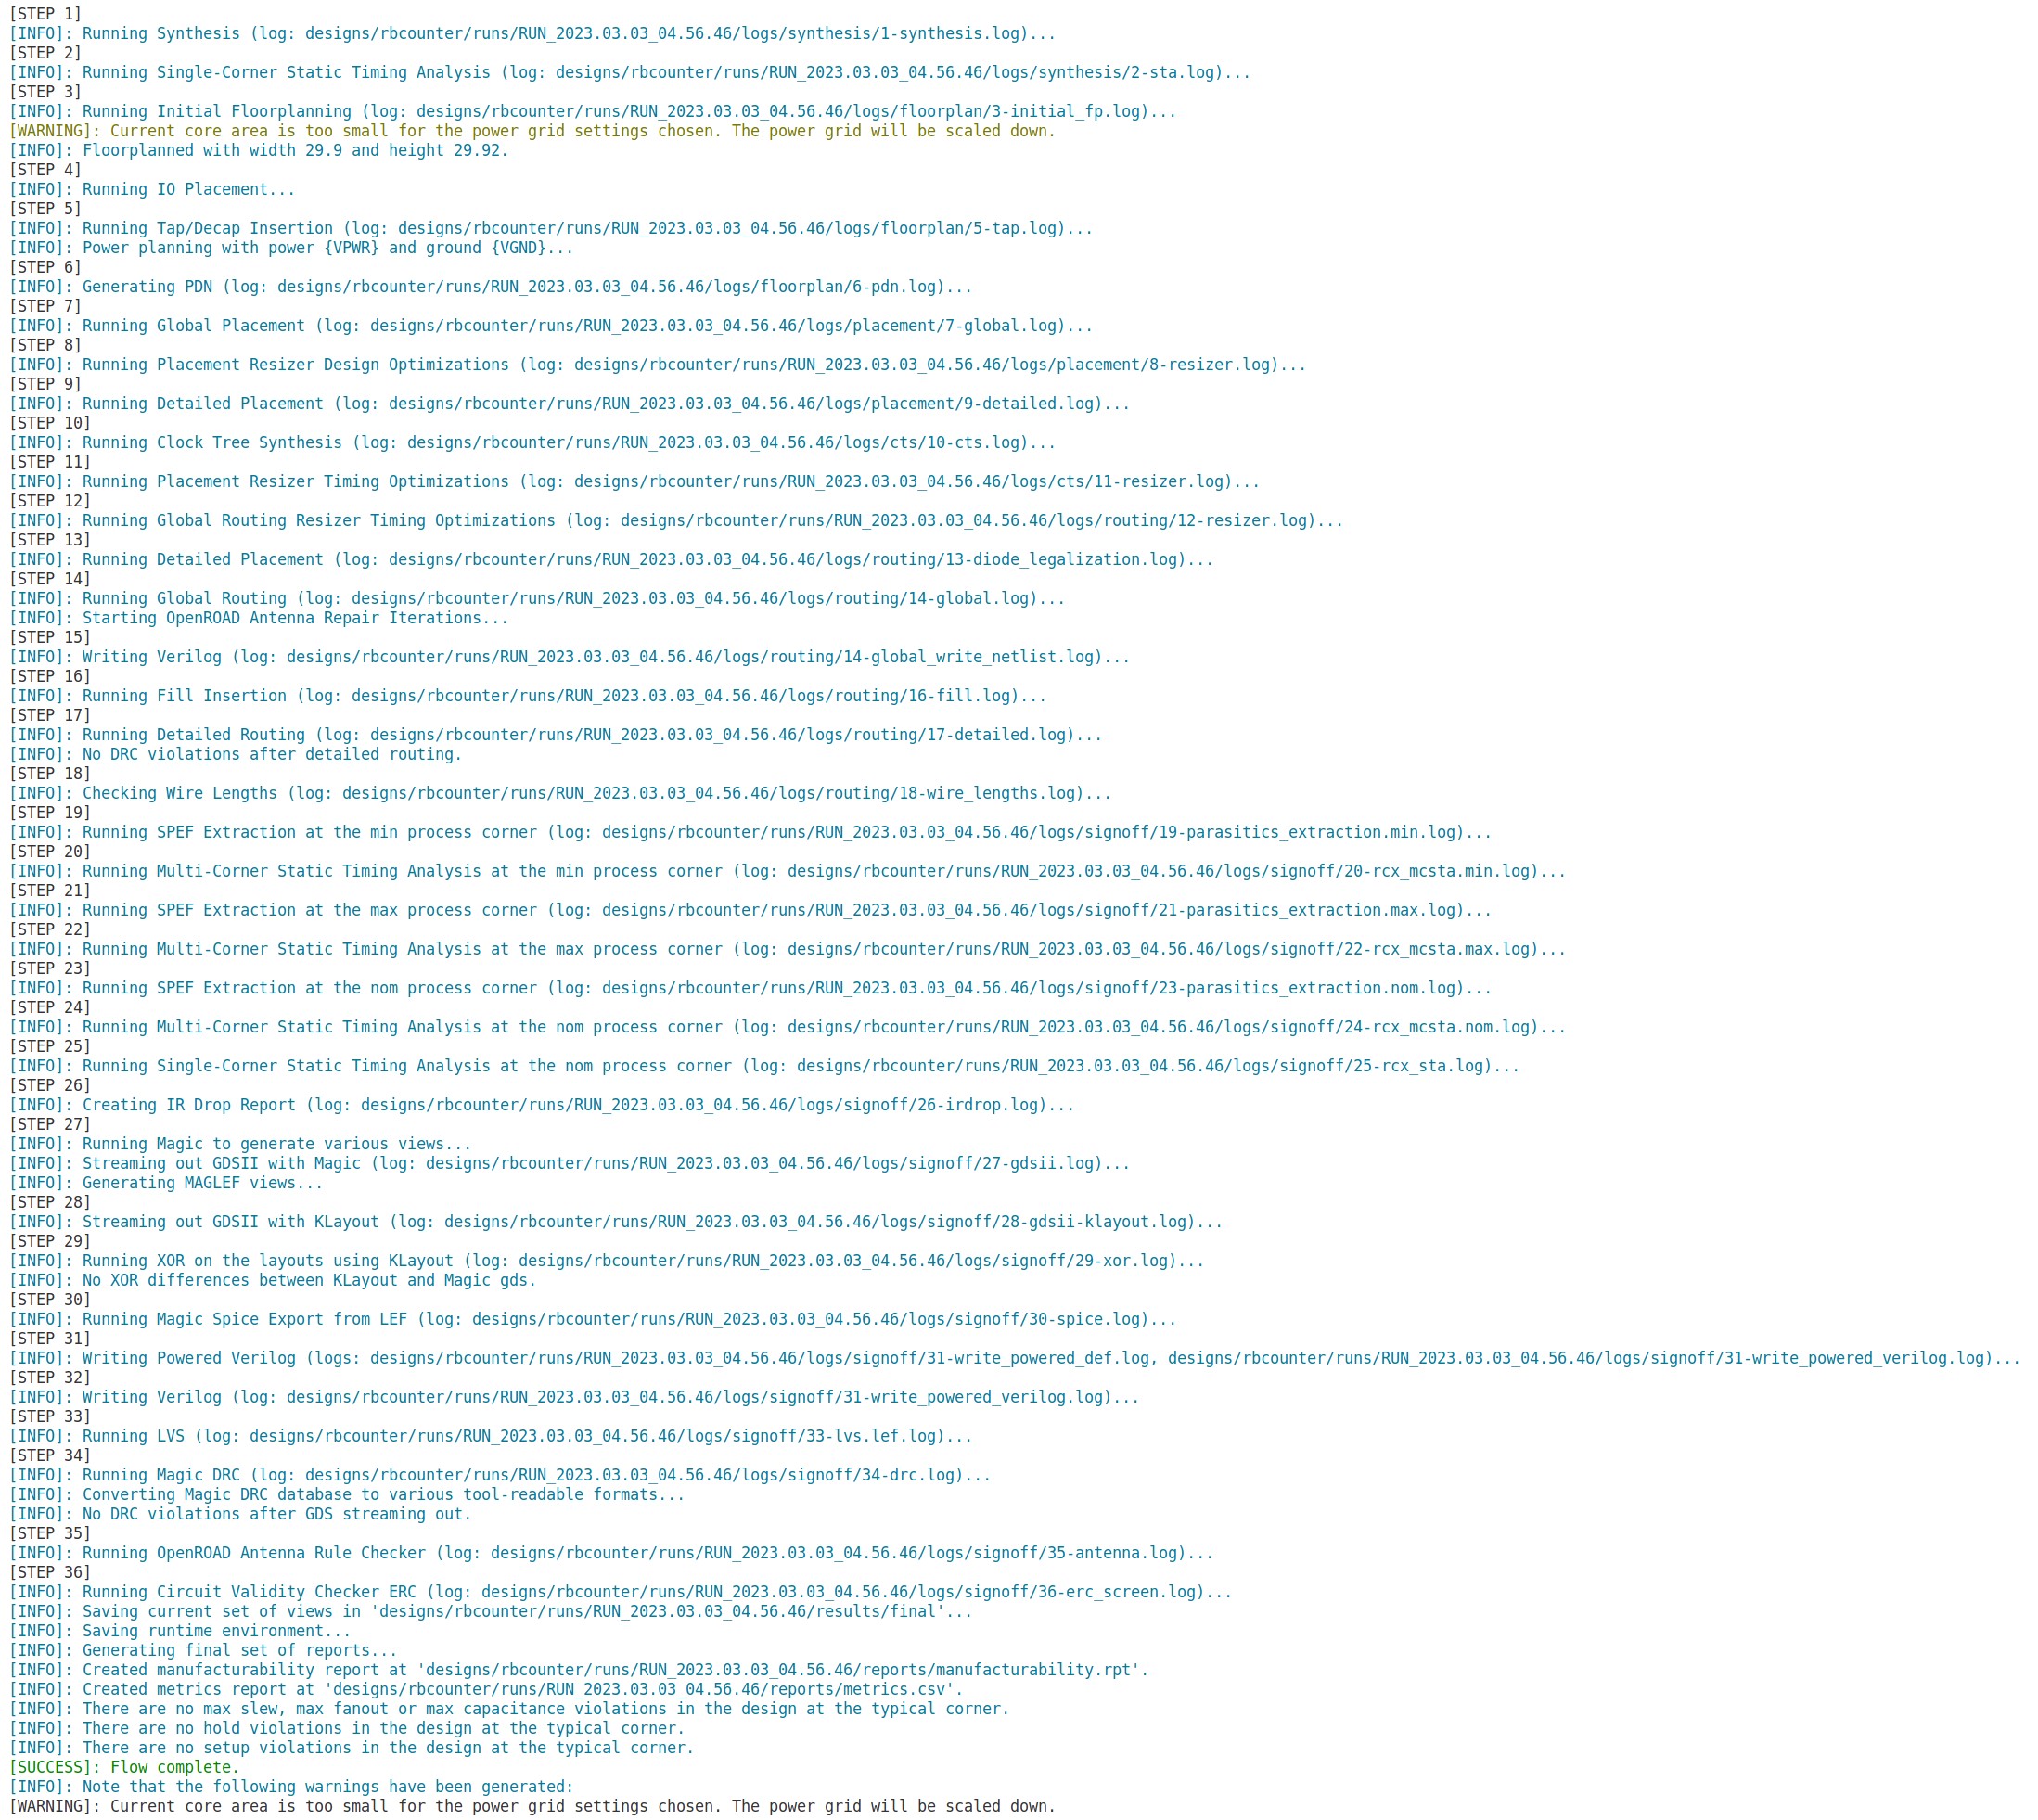 [STEP 1]
[INFO]: Running Synthesis (log: designs/rbcounter/runs/RUN_2023.03.03_04.56.46/logs/synthesis/1-synthesis.log)...
[STEP 2]
[INFO]: Running Single-Corner Static Timing Analysis (log: designs/rbcounter/runs/RUN_2023.03.03_04.56.46/logs/synthesis/2-sta.log)...
[STEP 3]
[INFO]: Running Initial Floorplanning (log: designs/rbcounter/runs/RUN_2023.03.03_04.56.46/logs/floorplan/3-initial_fp.log)...
[WARNING]: Current core area is too small for the power grid settings chosen. The power grid will be scaled down.
[INFO]: Floorplanned with width 29.9 and height 29.92.
[STEP 4]
[INFO]: Running IO Placement...
[STEP 5]
[INFO]: Running Tap/Decap Insertion (log: designs/rbcounter/runs/RUN_2023.03.03_04.56.46/logs/floorplan/5-tap.log)...
[INFO]: Power planning with power {VPWR} and ground {VGND}...
[STEP 6]
[INFO]: Generating PDN (log: designs/rbcounter/runs/RUN_2023.03.03_04.56.46/logs/floorplan/6-pdn.log)...
[STEP 7]
[INFO]: Running Global Placement (log: designs/rbcounter/runs/RUN_2023.03.03_04.56.46/logs/placement/7-global.log)...
[STEP 8]
[INFO]: Running Placement Resizer Design Optimizations (log: designs/rbcounter/runs/RUN_2023.03.03_04.56.46/logs/placement/8-resizer.log)...
[STEP 9]
[INFO]: Running Detailed Placement (log: designs/rbcounter/runs/RUN_2023.03.03_04.56.46/logs/placement/9-detailed.log)...
[STEP 10]
[INFO]: Running Clock Tree Synthesis (log: designs/rbcounter/runs/RUN_2023.03.03_04.56.46/logs/cts/10-cts.log)...
[STEP 11]
[INFO]: Running Placement Resizer Timing Optimizations (log: designs/rbcounter/runs/RUN_2023.03.03_04.56.46/logs/cts/11-resizer.log)...
[STEP 12]
[INFO]: Running Global Routing Resizer Timing Optimizations (log: designs/rbcounter/runs/RUN_2023.03.03_04.56.46/logs/routing/12-resizer.log)...
[STEP 13]
[INFO]: Running Detailed Placement (log: designs/rbcounter/runs/RUN_2023.03.03_04.56.46/logs/routing/13-diode_legalization.log)...
[STEP 14]
[INFO]: Running Global Routing (log: designs/rbcounter/runs/RUN_2023.03.03_04.56.46/logs/routing/14-global.log)...
[INFO]: Starting OpenROAD Antenna Repair Iterations...
[STEP 15]
[INFO]: Writing Verilog (log: designs/rbcounter/runs/RUN_2023.03.03_04.56.46/logs/routing/14-global_write_netlist.log)...
[STEP 16]
[INFO]: Running Fill Insertion (log: designs/rbcounter/runs/RUN_2023.03.03_04.56.46/logs/routing/16-fill.log)...
[STEP 17]
[INFO]: Running Detailed Routing (log: designs/rbcounter/runs/RUN_2023.03.03_04.56.46/logs/routing/17-detailed.log)...
[INFO]: No DRC violations after detailed routing.
[STEP 18]
[INFO]: Checking Wire Lengths (log: designs/rbcounter/runs/RUN_2023.03.03_04.56.46/logs/routing/18-wire_lengths.log)...
[STEP 19]
[INFO]: Running SPEF Extraction at the min process corner (log: designs/rbcounter/runs/RUN_2023.03.03_04.56.46/logs/signoff/19-parasitics_extraction.min.log)...
[STEP 20]
[INFO]: Running Multi-Corner Static Timing Analysis at the min process corner (log: designs/rbcounter/runs/RUN_2023.03.03_04.56.46/logs/signoff/20-rcx_mcsta.min.log)...
[STEP 21]
[INFO]: Running SPEF Extraction at the max process corner (log: designs/rbcounter/runs/RUN_2023.03.03_04.56.46/logs/signoff/21-parasitics_extraction.max.log)...
[STEP 22]
[INFO]: Running Multi-Corner Static Timing Analysis at the max process corner (log: designs/rbcounter/runs/RUN_2023.03.03_04.56.46/logs/signoff/22-rcx_mcsta.max.log)...
[STEP 23]
[INFO]: Running SPEF Extraction at the nom process corner (log: designs/rbcounter/runs/RUN_2023.03.03_04.56.46/logs/signoff/23-parasitics_extraction.nom.log)...
[STEP 24]
[INFO]: Running Multi-Corner Static Timing Analysis at the nom process corner (log: designs/rbcounter/runs/RUN_2023.03.03_04.56.46/logs/signoff/24-rcx_mcsta.nom.log)...
[STEP 25]
[INFO]: Running Single-Corner Static Timing Analysis at the nom process corner (log: designs/rbcounter/runs/RUN_2023.03.03_04.56.46/logs/signoff/25-rcx_sta.log)...
[STEP 26]
[INFO]: Creating IR Drop Report (log: designs/rbcounter/runs/RUN_2023.03.03_04.56.46/logs/signoff/26-irdrop.log)...
[STEP 27]
[INFO]: Running Magic to generate various views...
[INFO]: Streaming out GDSII with Magic (log: designs/rbcounter/runs/RUN_2023.03.03_04.56.46/logs/signoff/27-gdsii.log)...
[INFO]: Generating MAGLEF views...
[STEP 28]
[INFO]: Streaming out GDSII with KLayout (log: designs/rbcounter/runs/RUN_2023.03.03_04.56.46/logs/signoff/28-gdsii-klayout.log)...
[STEP 29]
[INFO]: Running XOR on the layouts using KLayout (log: designs/rbcounter/runs/RUN_2023.03.03_04.56.46/logs/signoff/29-xor.log)...
[INFO]: No XOR differences between KLayout and Magic gds.
[STEP 30]
[INFO]: Running Magic Spice Export from LEF (log: designs/rbcounter/runs/RUN_2023.03.03_04.56.46/logs/signoff/30-spice.log)...
[STEP 31]
[INFO]: Writing Powered Verilog (logs: designs/rbcounter/runs/RUN_2023.03.03_04.56.46/logs/signoff/31-write_powered_def.log, designs/rbcounter/runs/RUN_2023.03.03_04.56.46/logs/signoff/31-write_powered_verilog.log)...
[STEP 32]
[INFO]: Writing Verilog (log: designs/rbcounter/runs/RUN_2023.03.03_04.56.46/logs/signoff/31-write_powered_verilog.log)...
[STEP 33]
[INFO]: Running LVS (log: designs/rbcounter/runs/RUN_2023.03.03_04.56.46/logs/signoff/33-lvs.lef.log)...
[STEP 34]
[INFO]: Running Magic DRC (log: designs/rbcounter/runs/RUN_2023.03.03_04.56.46/logs/signoff/34-drc.log)...
[INFO]: Converting Magic DRC database to various tool-readable formats...
[INFO]: No DRC violations after GDS streaming out.
[STEP 35]
[INFO]: Running OpenROAD Antenna Rule Checker (log: designs/rbcounter/runs/RUN_2023.03.03_04.56.46/logs/signoff/35-antenna.log)...
[STEP 36]
[INFO]: Running Circuit Validity Checker ERC (log: designs/rbcounter/runs/RUN_2023.03.03_04.56.46/logs/signoff/36-erc_screen.log)...
[INFO]: Saving current set of views in 'designs/rbcounter/runs/RUN_2023.03.03_04.56.46/results/final'...
[INFO]: Saving runtime environment...
[INFO]: Generating final set of reports...
[INFO]: Created manufacturability report at 'designs/rbcounter/runs/RUN_2023.03.03_04.56.46/reports/manufacturability.rpt'.
[INFO]: Created metrics report at 'designs/rbcounter/runs/RUN_2023.03.03_04.56.46/reports/metrics.csv'.
[INFO]: There are no max slew, max fanout or max capacitance violations in the design at the typical corner.
[INFO]: There are no hold violations in the design at the typical corner.
[INFO]: There are no setup violations in the design at the typical corner.
[SUCCESS]: Flow complete.
[INFO]: Note that the following warnings have been generated:
[WARNING]: Current core area is too small for the power grid settings chosen. The power grid will be scaled down.